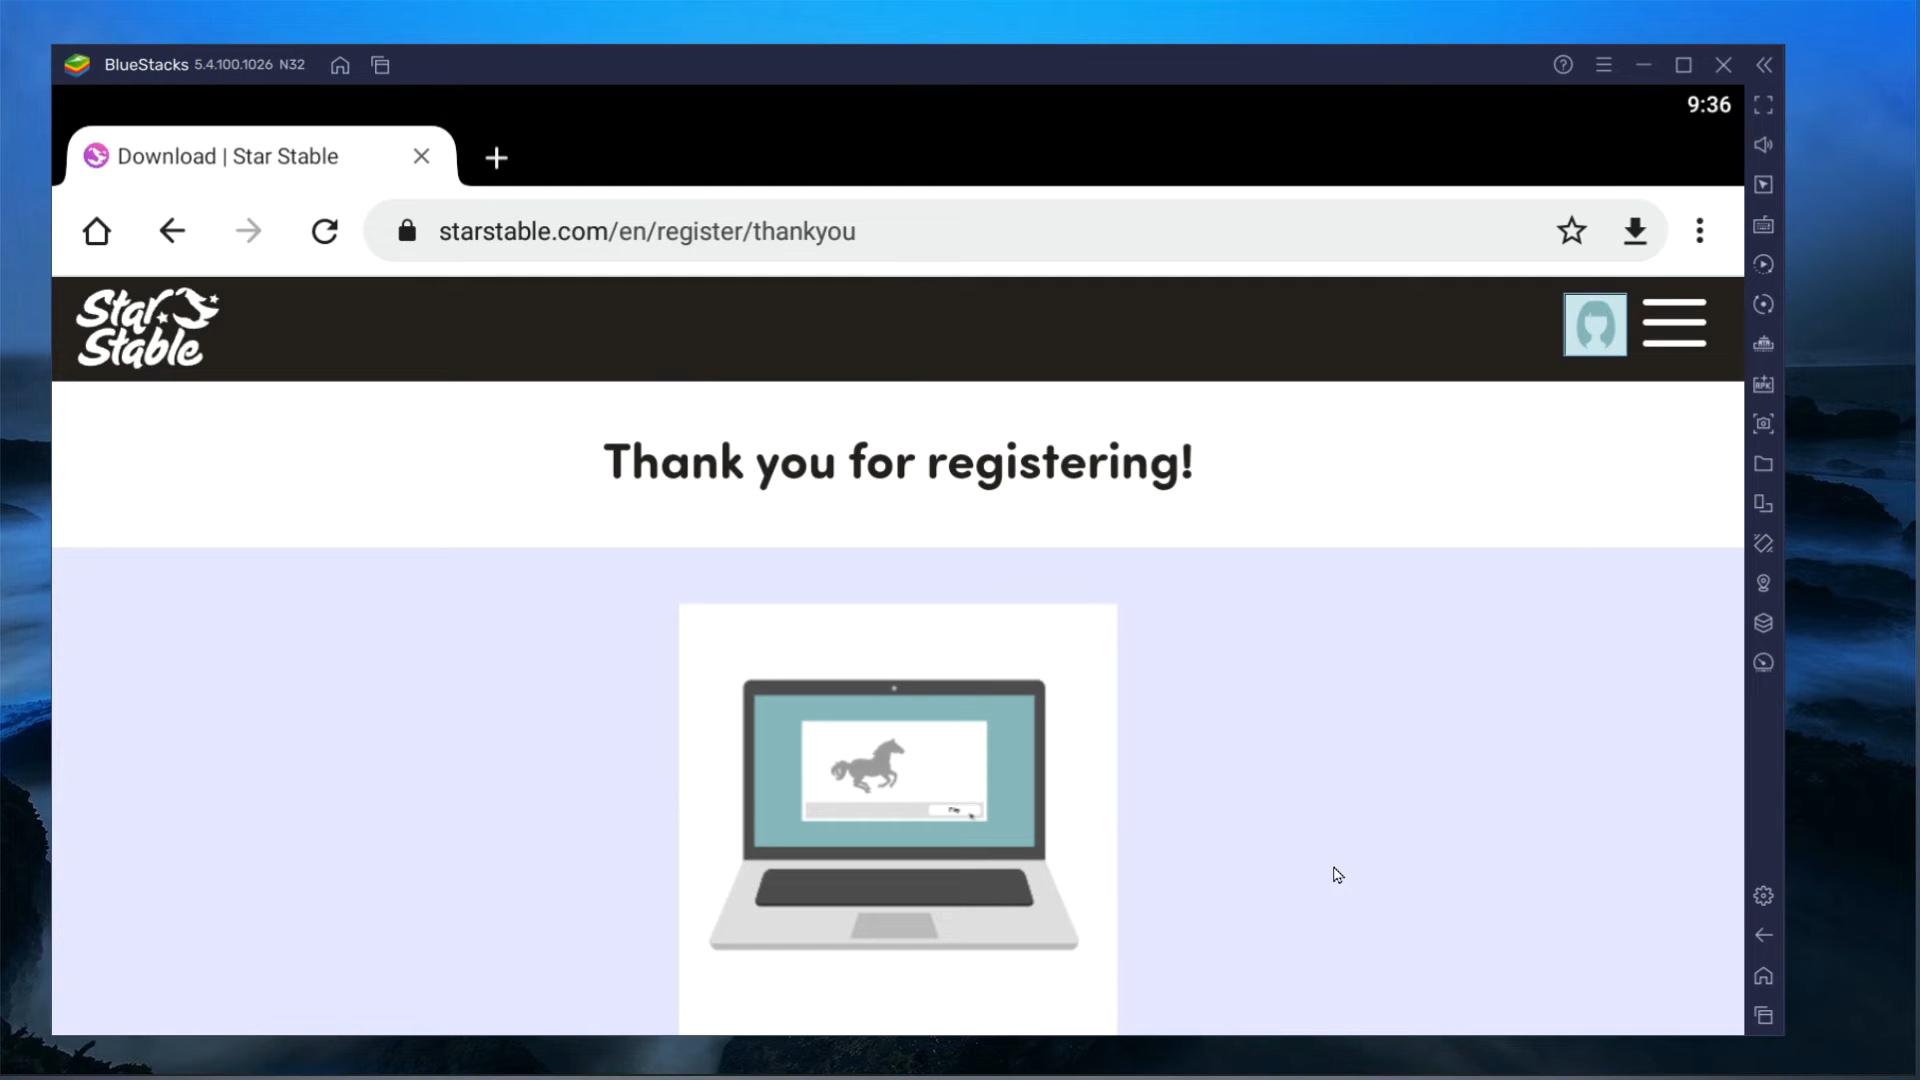 BlueStacks 5.4.100.1026 N32
9:36
Download | Star Stable
starstable.com/en/register/thankyou
Star
Stable
Thank you for registering!
Play